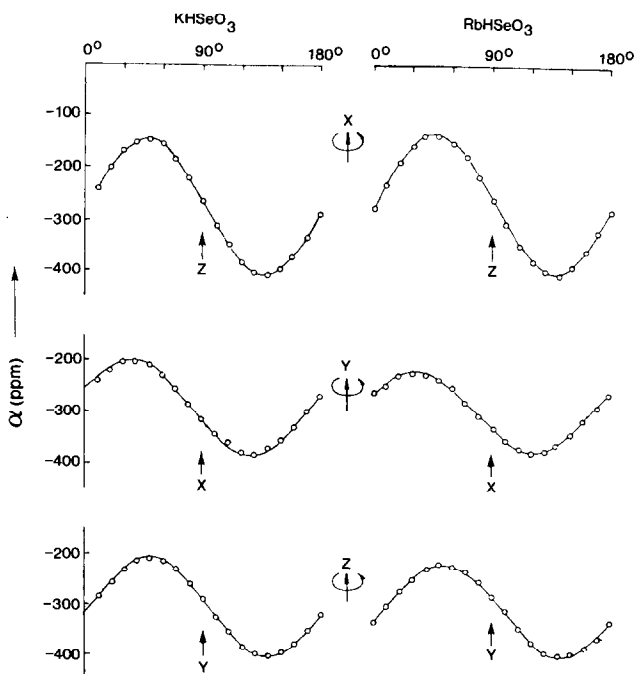 KHSeO3 RbHSeO3
0° 90° 180° 0° 90° 180°
-100
-200
-300
-400
X
Z Z
α (ppm)
-200
-300
-400
Y
X X
-200
-300
-400
Z
Y Y